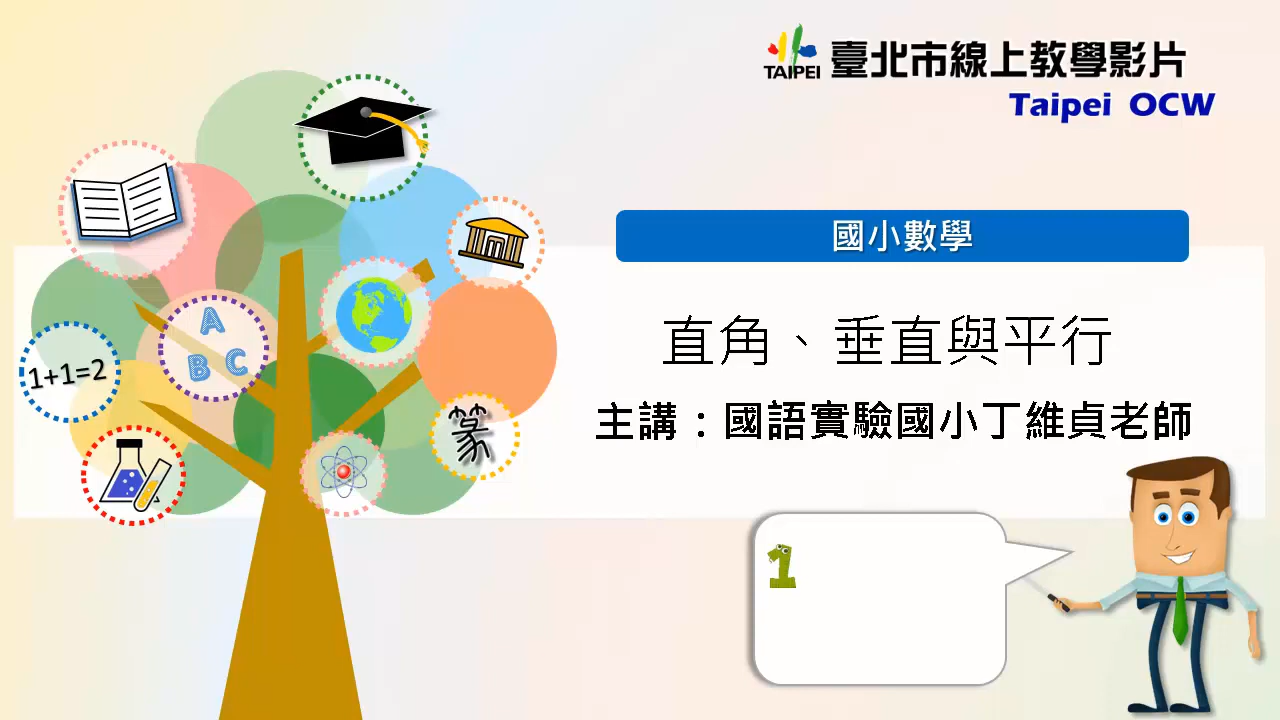 TAIPEI 臺北市線上教學影片
Taipei OCW
國小數學
直角、垂直與平行
主講：國語實驗國小丁維貞老師
A
B C
1+1=2
篆
1